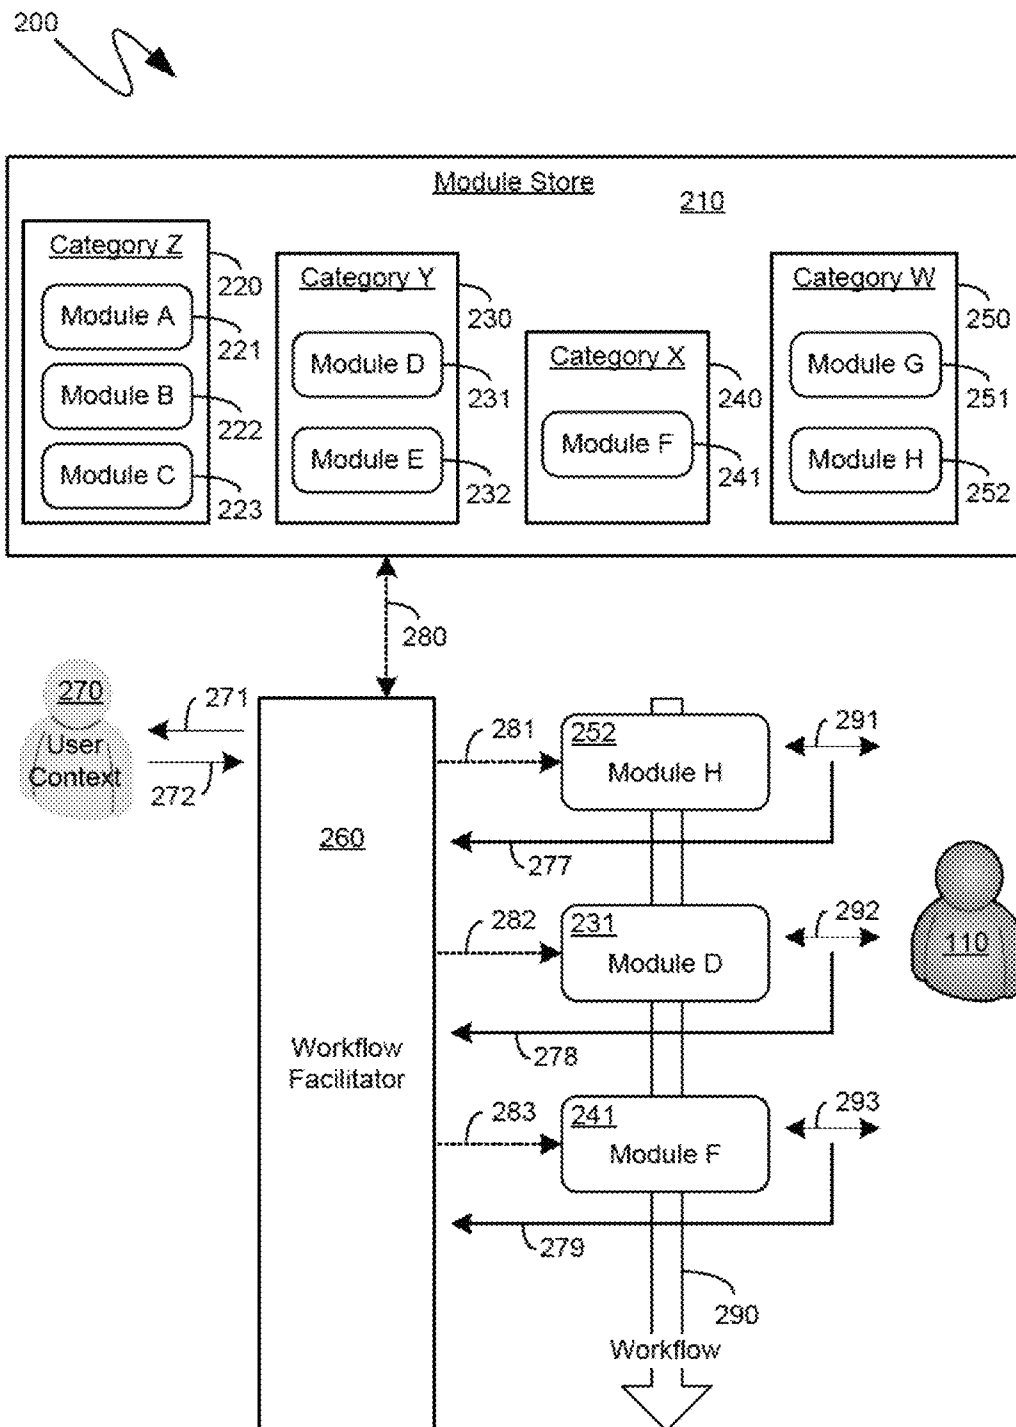 200
Module Store
210
Category Z
220
Module A
221
Module B
222
Module C
223
Category Y
230
Module D
231
Module E
232
Category X
240
Module F
241
Category W
250
Module G
251
Module H
252
280
270
User
Context
271
272
260
Workflow
Facilitator
281
252
Module H
291
277
282
231
Module D
292
110
278
283
241
Module F
293
279
290
Workflow